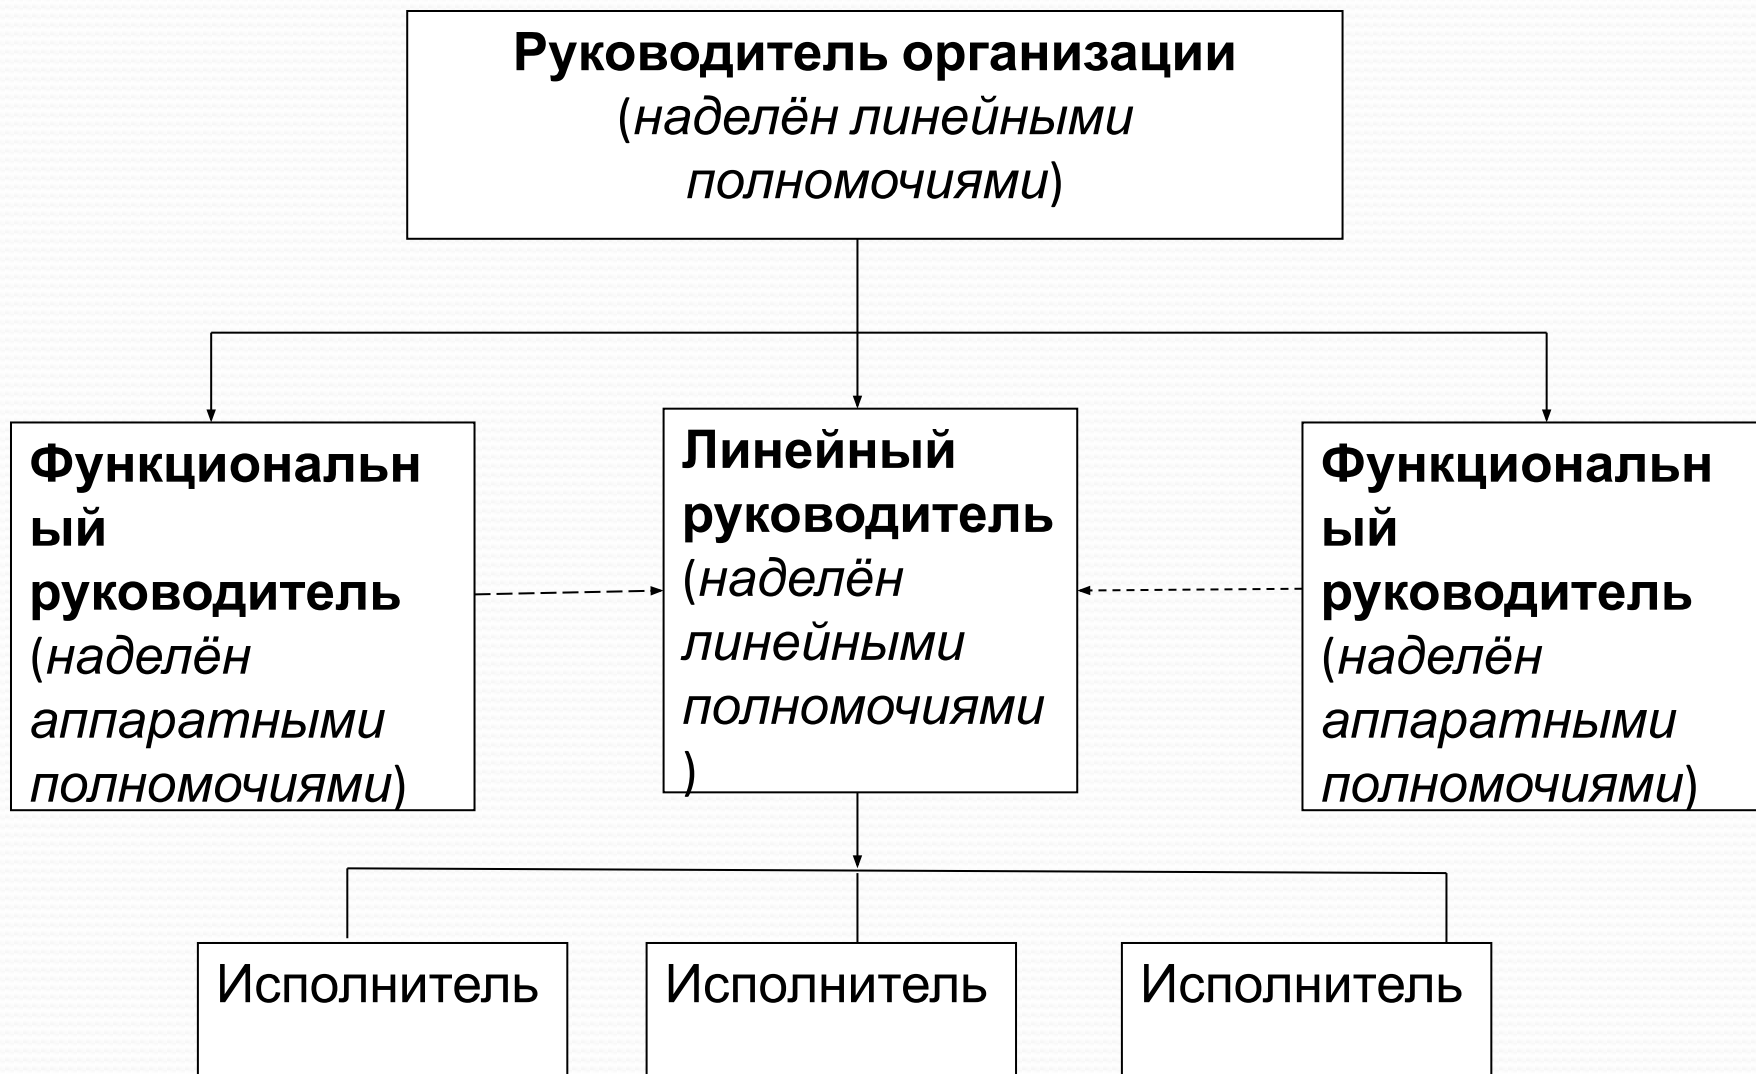 Руководитель организации
(наделён линейными
полномочиями)
Функциональн
ый
руководитель
(наделён
аппаратными
полномочиями)
Линейный
руководитель
(наделён
линейными
полномочиями
)
Функциональн
ый
руководитель
(наделён
аппаратными
полномочиями)
Исполнитель
Исполнитель
Исполнитель